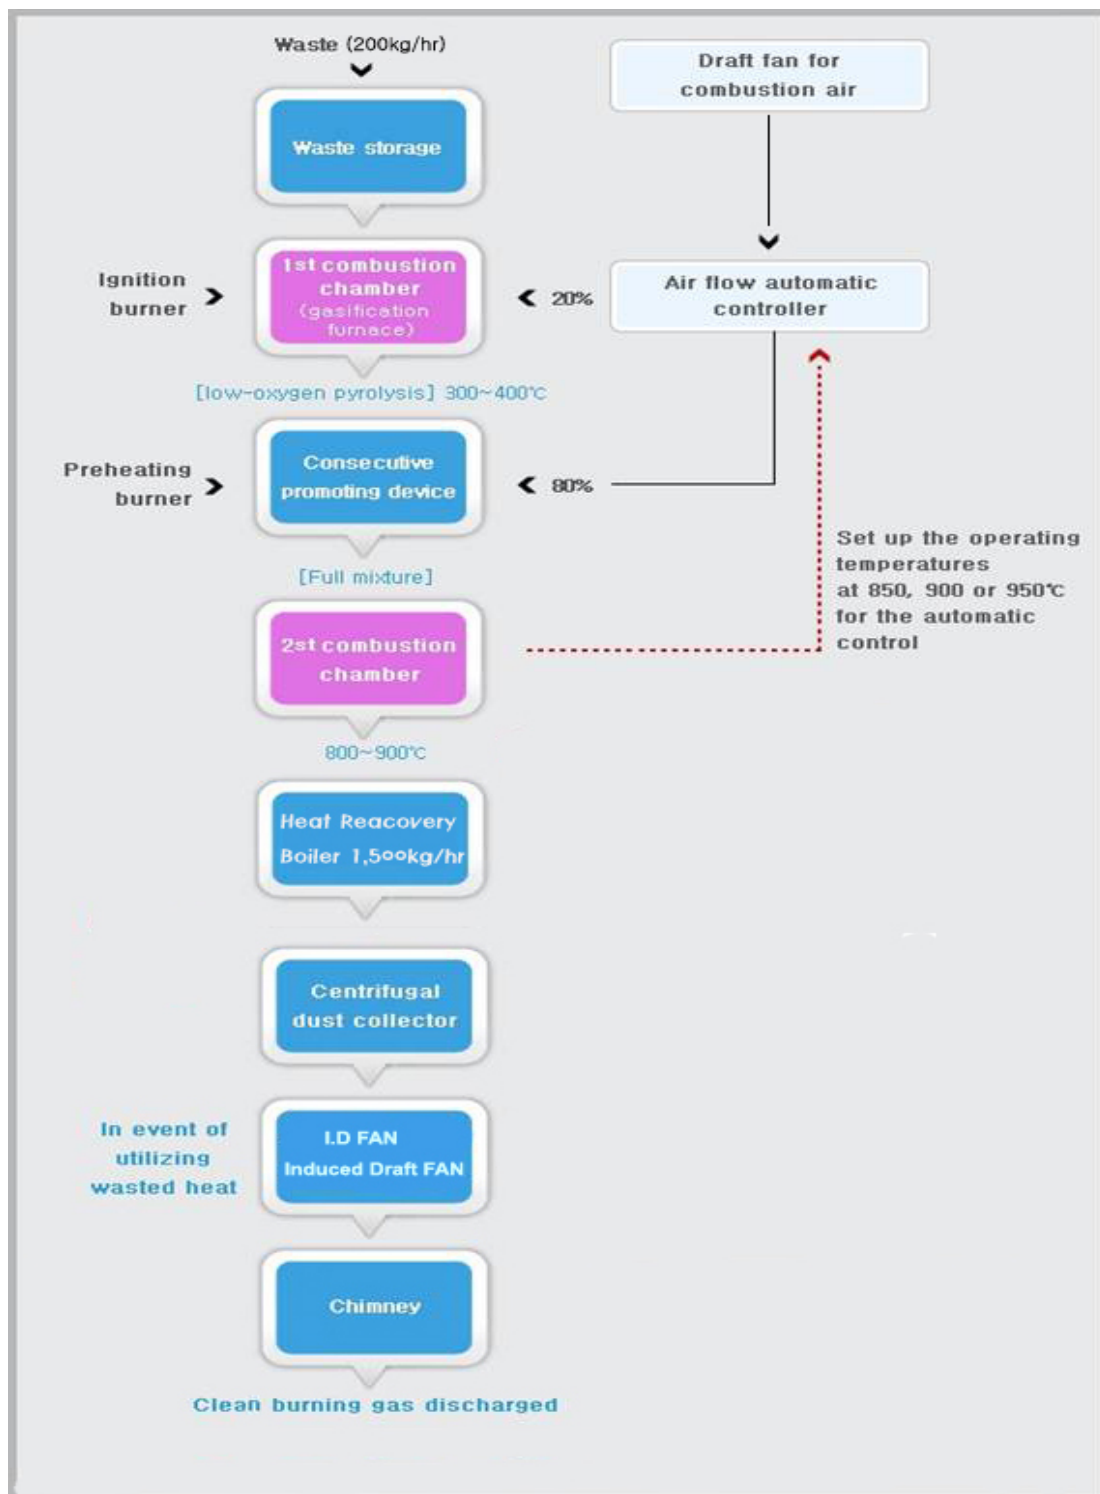 Waste (200kg/hr)
Draft fan for
combustion air
Waste storage
Ignition
burner
1st combustion
chamber
(gasification
furnace)
20%
Air flow automatic
controller
[low-oxygen pyrolysis] 300~400℃
Preheating
burner
Consecutive
promoting device
80%
Set up the operating
temperatures
at 850, 900 or 950℃
for the automatic
control
[Full mixture]
2st combustion
chamber
800~900℃
Heat Reacovery
Boiler 1,500kg/hr
Centrifugal
dust collector
In event of
utilizing
wasted heat
I.D FAN
Induced Draft FAN
Chimney
Clean burning gas discharged